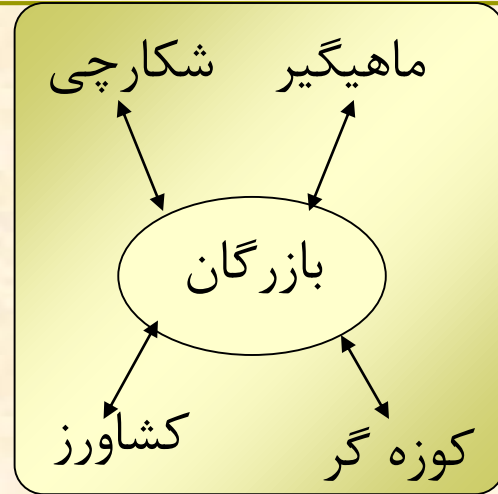 ماهیگیر شکارچی
بازرگان
کوزه گر کشاورز